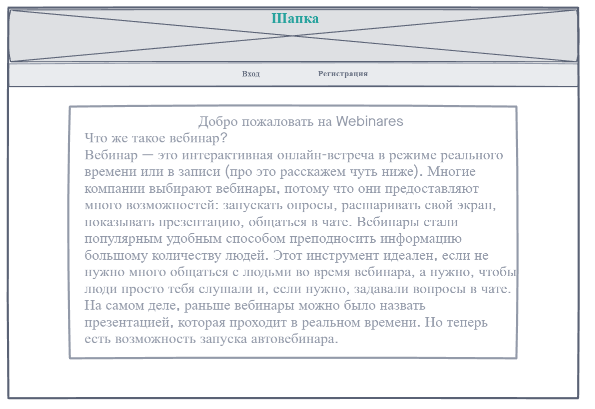 Шапка
Вход Регистрация
Добро пожаловать на Webinares
Что же такое вебинар?
Вебинар — это интерактивная онлайн-встреча в режиме реального
времени или в записи (про это расскажем чуть ниже). Многие
компании выбирают вебинары, потому что они предоставляют
много возможностей: запускать опросы, расшаривать свой экран,
показывать презентацию, общаться в чате. Вебинары стали
популярным удобным способом преподносить информацию
большому количеству людей. Этот инструмент идеален, если не
нужно много общаться с людьми во время вебинара, а нужно, чтобы
люди просто тебя слушали и, если нужно, задавали вопросы в чате.
На самом деле, раньше вебинары можно было назвать
презентацией, которая проходит в реальном времени. Но теперь
есть возможность запуска автовебинара.